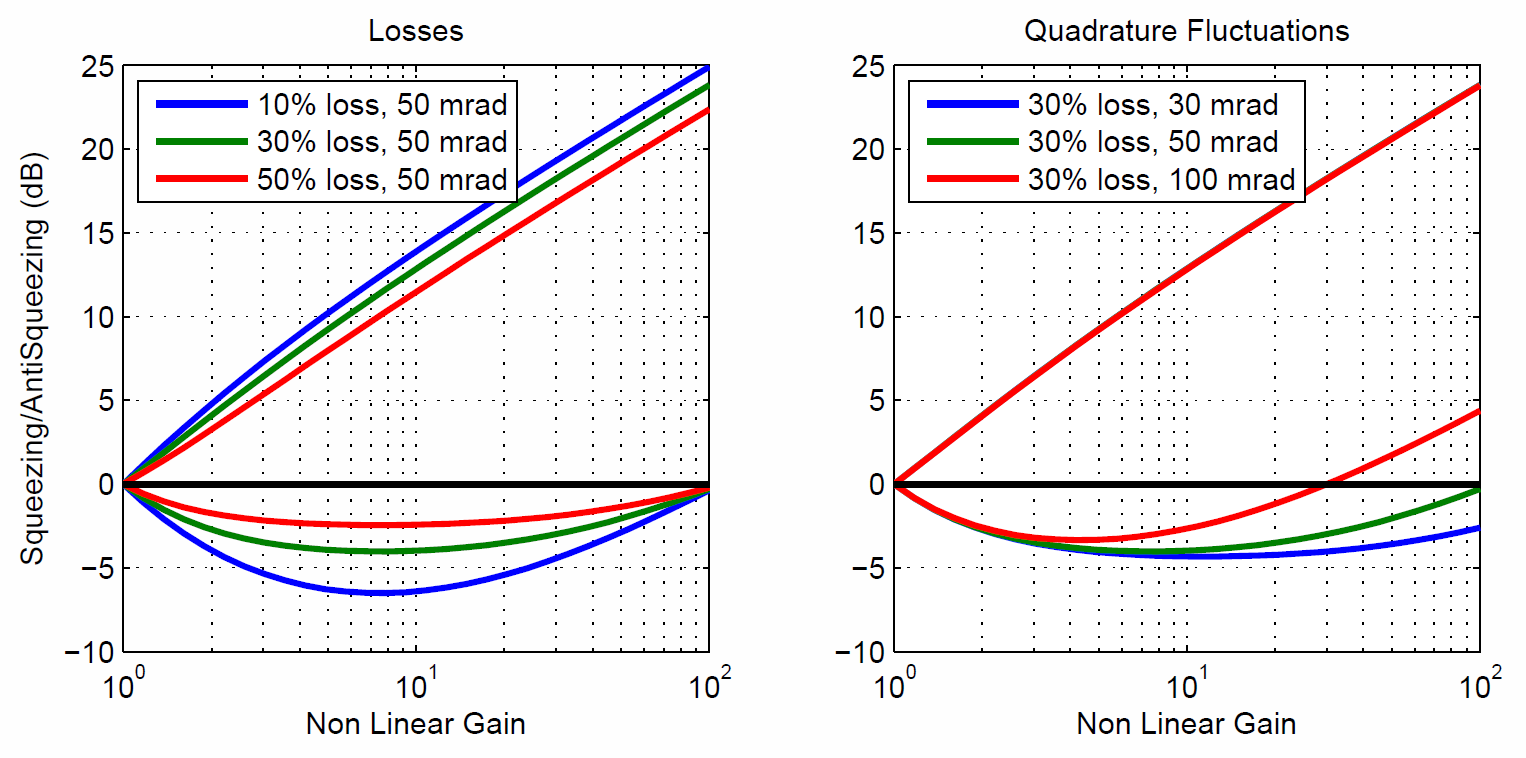 Losses
25
20
15
10
5
0
−5
−10
Squeezing/AntiSqueezing (dB)
10% loss, 50 mrad
30% loss, 50 mrad
50% loss, 50 mrad
10^0
10^1
10^2
Non Linear Gain
Quadrature Fluctuations
25
20
15
10
5
0
−5
−10
30% loss, 30 mrad
30% loss, 50 mrad
30% loss, 100 mrad
10^0
10^1
10^2
Non Linear Gain